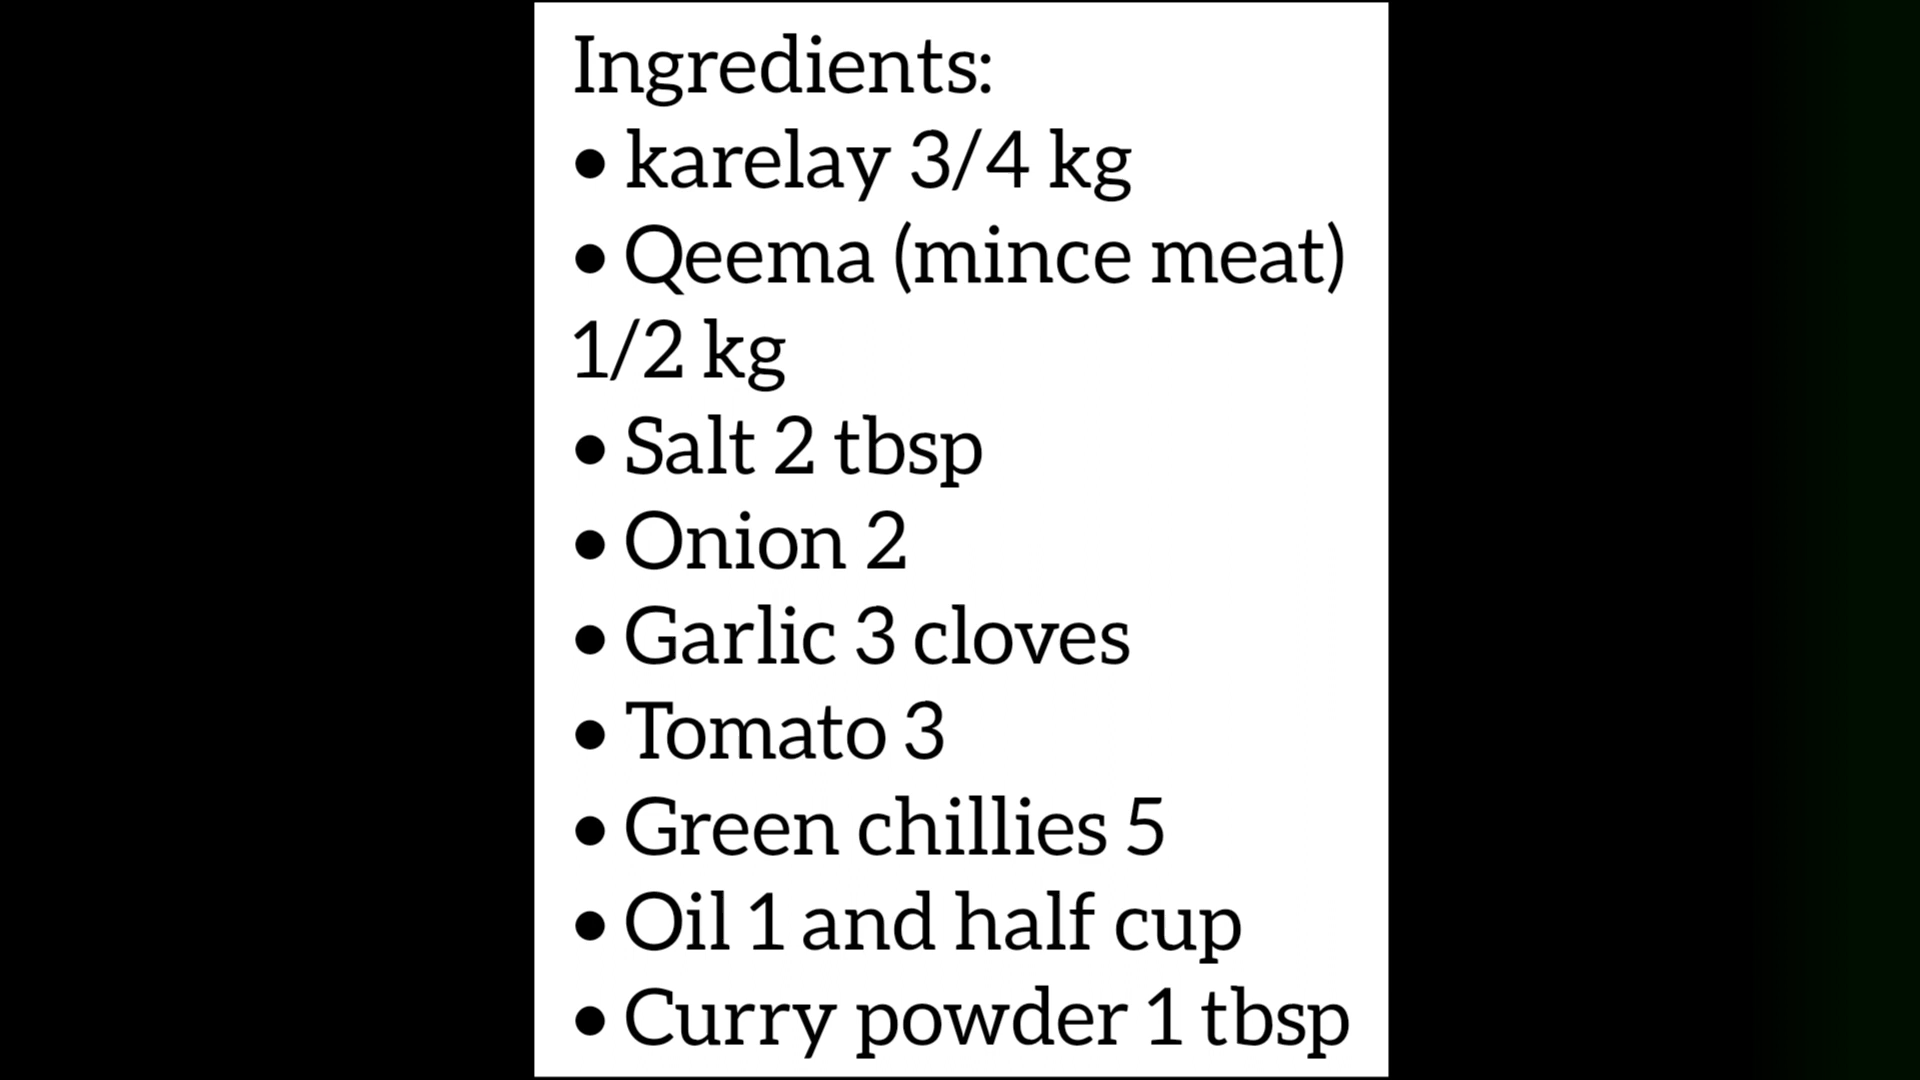 Ingredients:
• karelay 3/4 kg
• Qeema (mince meat)
1/2 kg
• Salt 2 tbsp
• Onion 2
• Garlic 3 cloves
• Tomato 3
• Green chillies 5
• Oil 1 and half cup
• Curry powder 1 tbsp